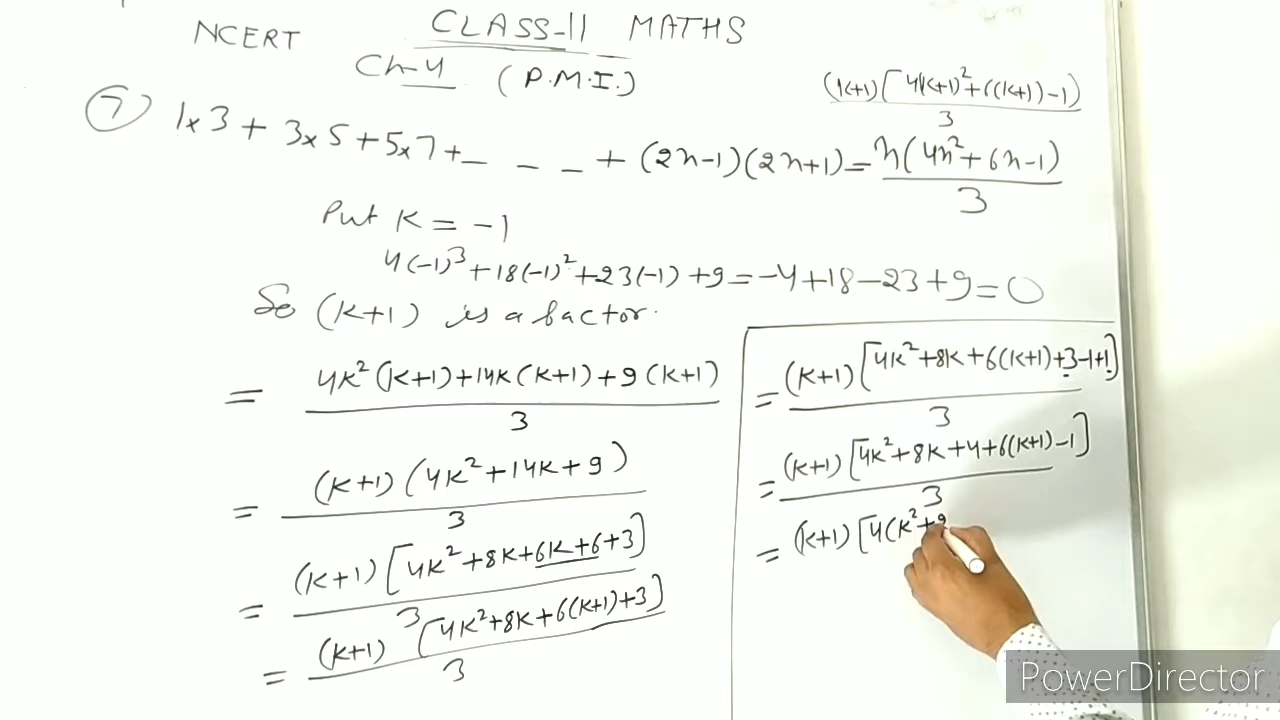 NCERT CLASS-11 MATHS
Ch-4 (P.M.I.)
(k+1)[4(k+1)²+6(k+1)-1)
3
⑦ 1×3 + 3×5 + 5×7 + _ _ _ + (2n-1)(2n+1) = n(4n²+6n-1)
3
Put K = -1
4(-1)³+18(-1)²+23(-1)+9=-4+18-23+9=0
So (K+1) is a factor.
= 4K²(K+1)+14K(K+1)+9(K+1)
3
= (K+1)(4K²+14K+9)
3
= (K+1)[4K²+8K+6K+6+3]
3
= (K+1)[4K²+8K+6(K+1)+3]
3
= (K+1)[4K²+8K+6(K+1)+3-1+1]
3
= (K+1)[4K²+8K+4+6(K+1)-1]
3
= (K+1)[4(K²+2
PowerDirector